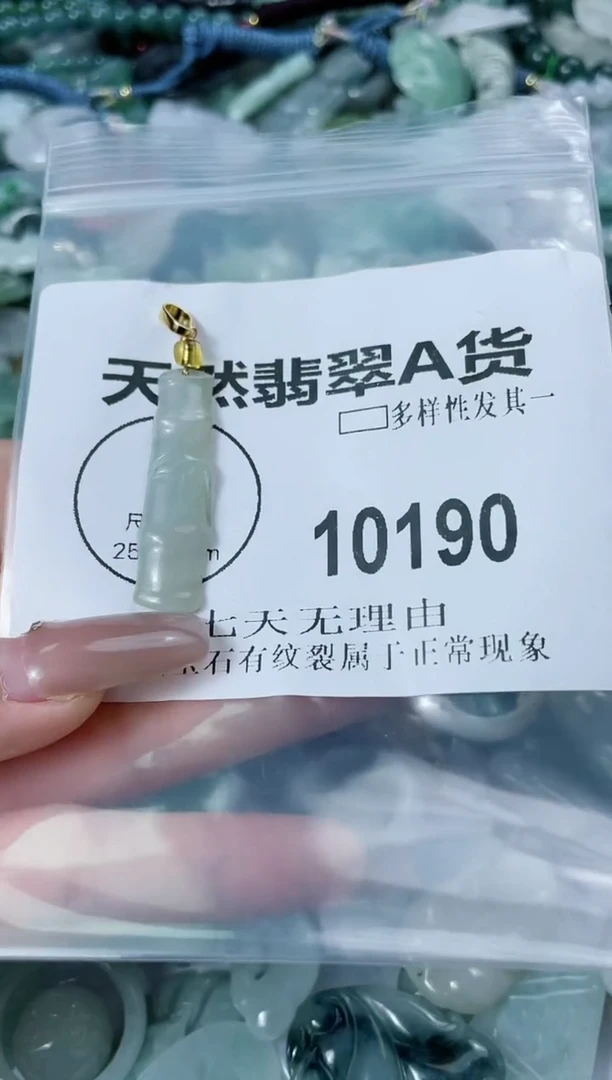 天然翡翠A货
多样性发其一
尺
25 m
10190
七天无理由
石有纹裂属于正常现象